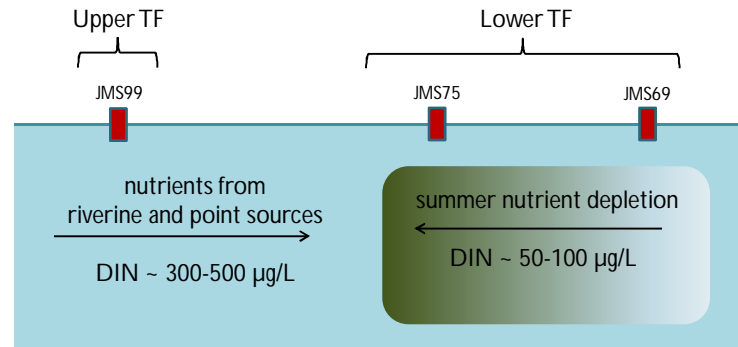 Upper TF
Lower TF
JMS99
JMS75
JMS69
nutrients from
riverine and point sources
DIN ~ 300-500 µg/L
summer nutrient depletion
DIN ~ 50-100 µg/L